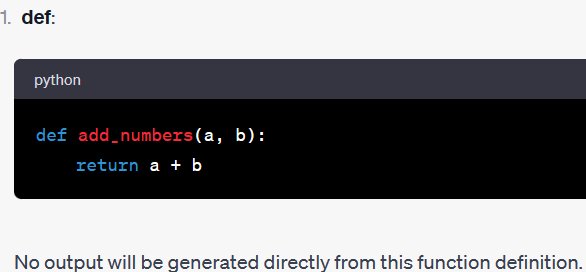 1. def:
python
def add_numbers(a, b):
    return a + b
No output will be generated directly from this function definition.